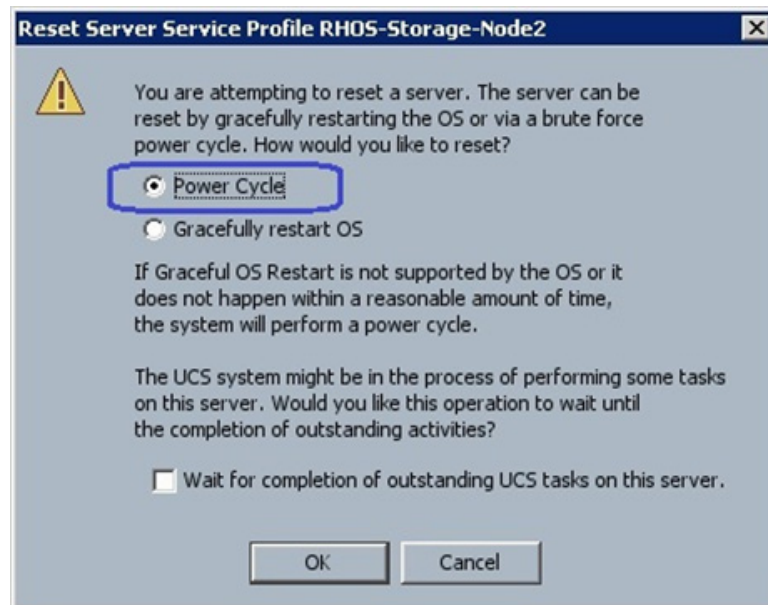 Reset Server Service Profile RHOS-Storage-Node2
You are attempting to reset a server. The server can be
reset by gracefully restarting the OS or via a brute force
power cycle. How would you like to reset?
Power Cycle
Gracefully restart OS
If Graceful OS Restart is not supported by the OS or it
does not happen within a reasonable amount of time,
the system will perform a power cycle.
The UCS system might be in the process of performing some tasks
on this server. Would you like this operation to wait until
the completion of outstanding activities?
Wait for completion of outstanding UCS tasks on this server.
OK
Cancel